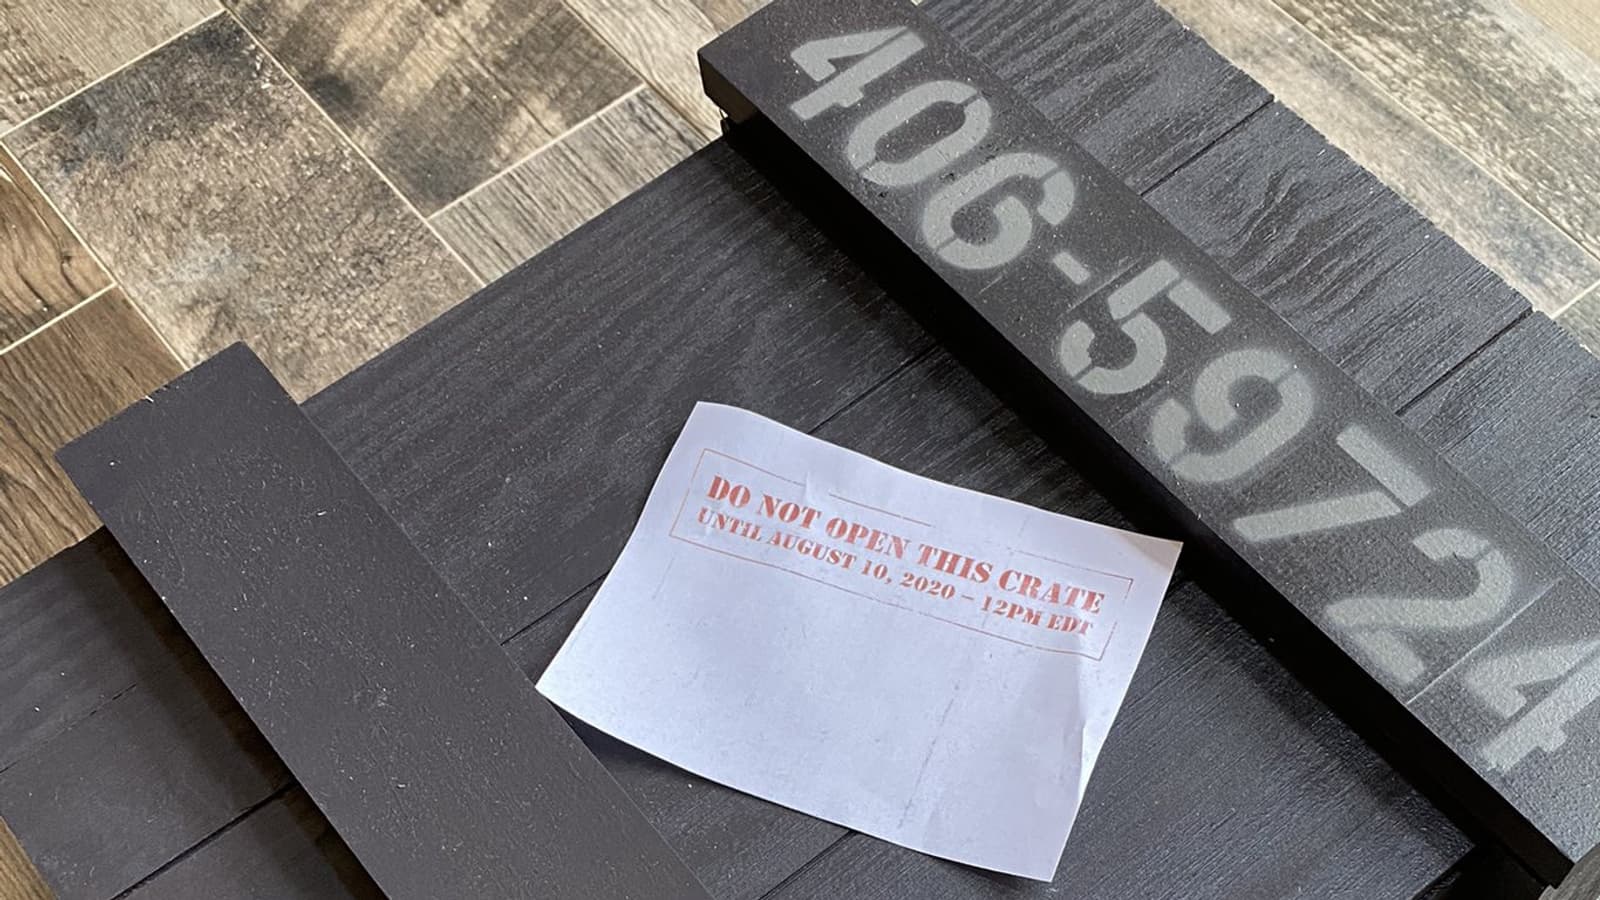 406-59724
DO NOT OPEN THIS CRATE
UNTIL AUGUST 10, 2020 – 12PM EDT